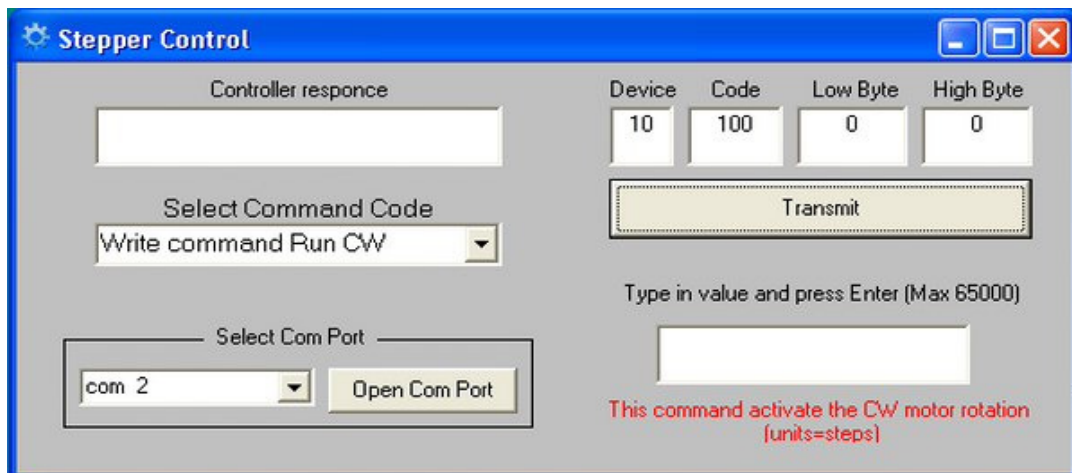 Stepper Control
Controller responce
Device Code Low Byte High Byte
10 100 0 0
Select Command Code
Write command Run CW
Transmit
Type in value and press Enter (Max 65000)
Select Com Port
com 2
Open Com Port
This command activate the CW motor rotation
(units=steps)